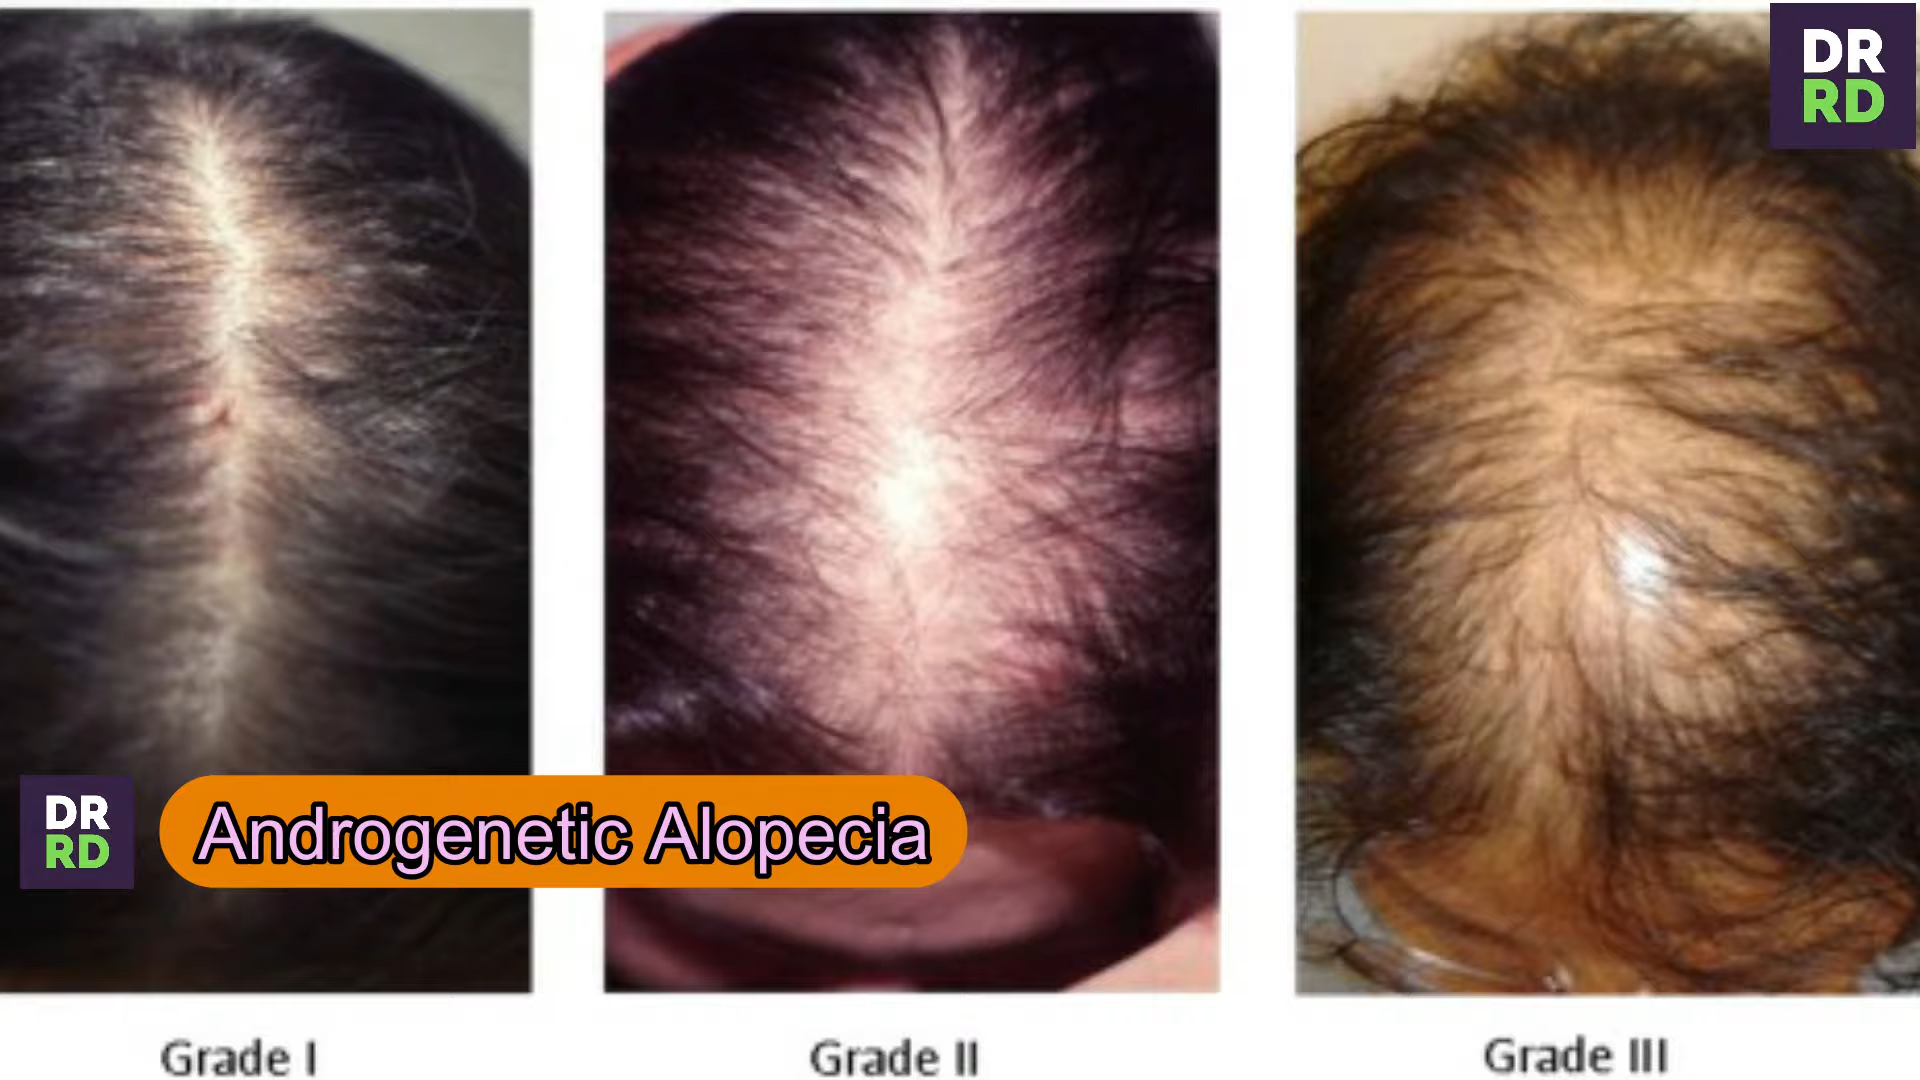 DR
RD
DR
RD
Androgenetic Alopecia
Grade I
Grade II
Grade III